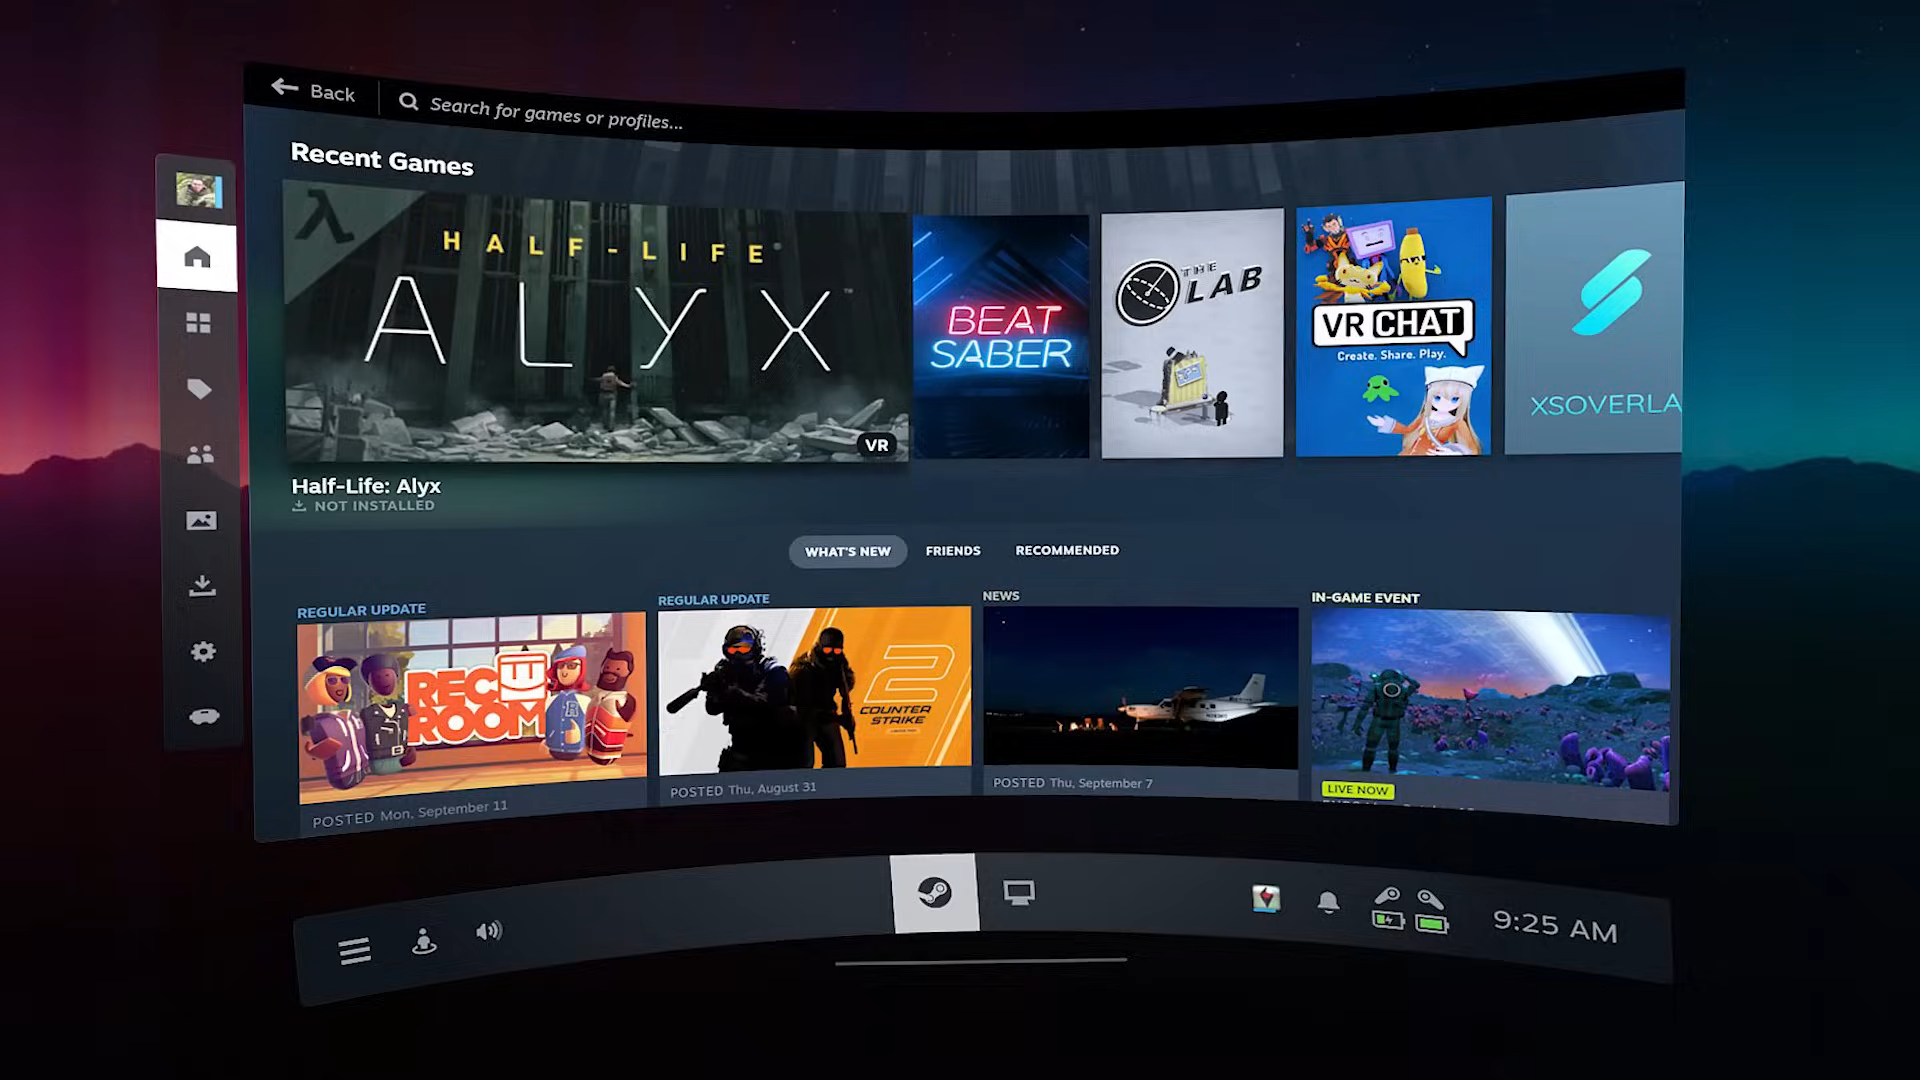 Back
Search for games or profiles...
Recent Games
HALF-LIFE
ALYX
VR
BEAT
SABER
THE
LAB
VR CHAT
Create. Share. Play.
XSOVERLA
Half-Life: Alyx
NOT INSTALLED
WHAT'S NEW
FRIENDS
RECOMMENDED
REGULAR UPDATE
REC
ROOM
POSTED Mon, September 11
REGULAR UPDATE
2
COUNTER
STRIKE
POSTED Thu, August 31
NEWS
POSTED Thu, September 7
IN-GAME EVENT
LIVE NOW
9:25 AM